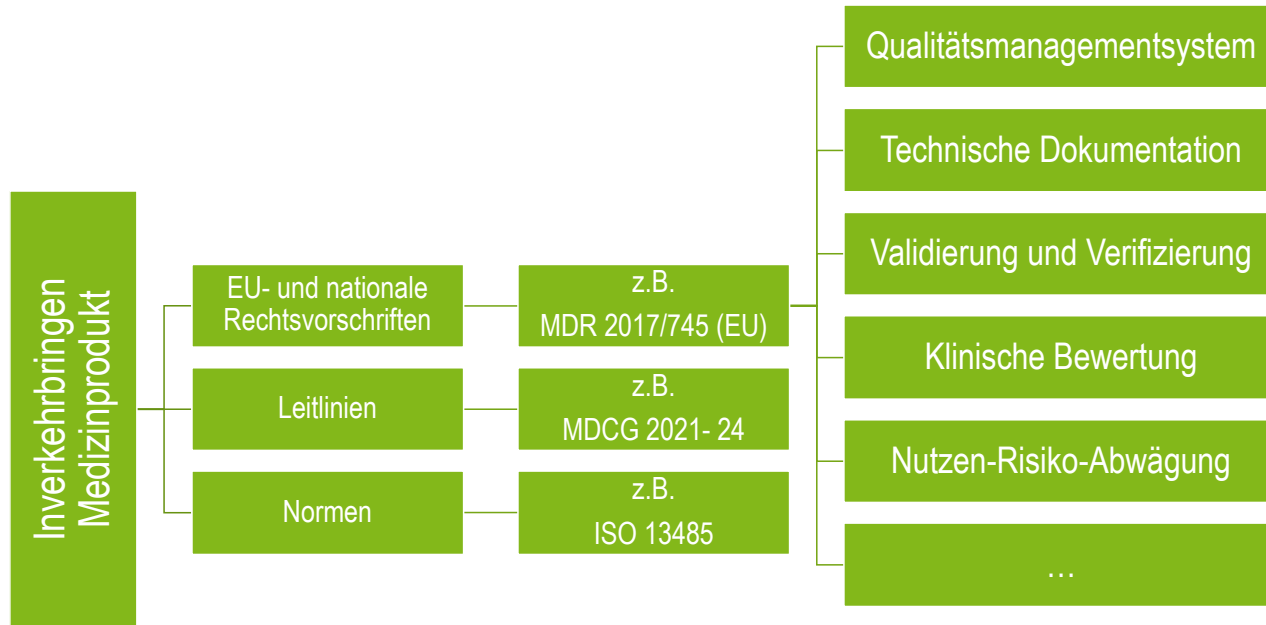 Inverkehrbringen
Medizinprodukt
EU- und nationale
Rechtsvorschriften
z.B.
MDR 2017/745 (EU)
Qualitätsmanagementsystem
Technische Dokumentation
Validierung und Verifizierung
Klinische Bewertung
Nutzen-Risiko-Abwägung
…
Leitlinien
z.B.
MDCG 2021- 24
Normen
z.B.
ISO 13485